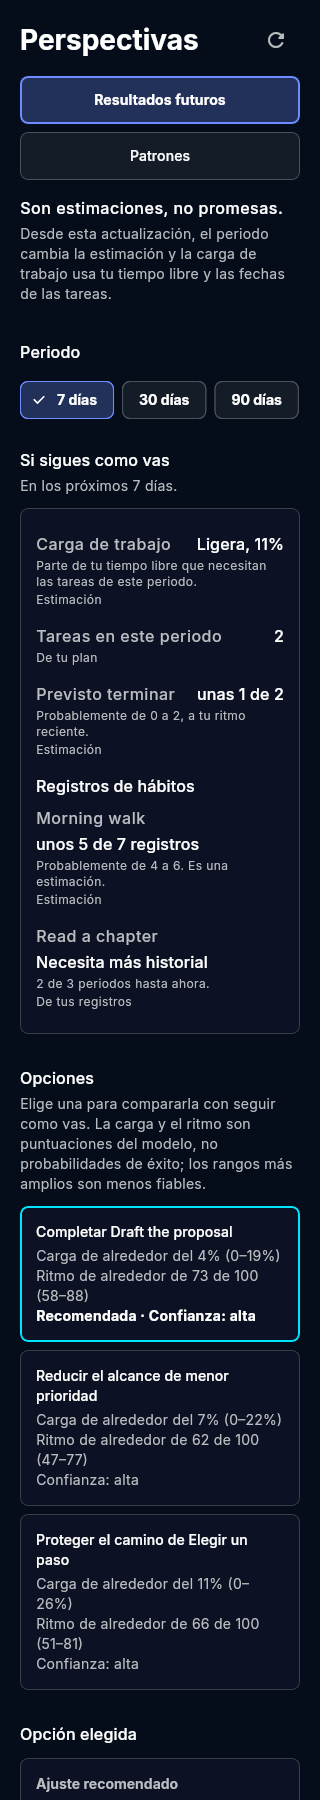 Perspectivas
Resultados futuros
Patrones
Son estimaciones, no promesas.
Desde esta actualización, el periodo
cambia la estimación y la carga de
trabajo usa tu tiempo libre y las fechas
de las tareas.
Periodo
7 días
30 días
90 días
Si sigues como vas
En los próximos 7 días.
Carga de trabajo Ligera, 11%
Parte de tu tiempo libre que necesitan
las tareas de este periodo.
Estimación
Tareas en este periodo 2
De tu plan
Previsto terminar unas 1 de 2
Probablemente de 0 a 2, a tu ritmo
reciente.
Estimación
Registros de hábitos
Morning walk
unos 5 de 7 registros
Probablemente de 4 a 6. Es una
estimación.
Estimación
Read a chapter
Necesita más historial
2 de 3 periodos hasta ahora.
De tus registros
Opciones
Elige una para compararla con seguir
como vas. La carga y el ritmo son
puntuaciones del modelo, no
probabilidades de éxito; los rangos más
amplios son menos fiables.
Completar Draft the proposal
Carga de alrededor del 4% (0–19%)
Ritmo de alrededor de 73 de 100
(58–88)
Recomendada · Confianza: alta
Reducir el alcance de menor
prioridad
Carga de alrededor del 7% (0–22%)
Ritmo de alrededor de 62 de 100
(47–77)
Confianza: alta
Proteger el camino de Elegir un
paso
Carga de alrededor del 11% (0–
26%)
Ritmo de alrededor de 66 de 100
(51–81)
Confianza: alta
Opción elegida
Ajuste recomendado